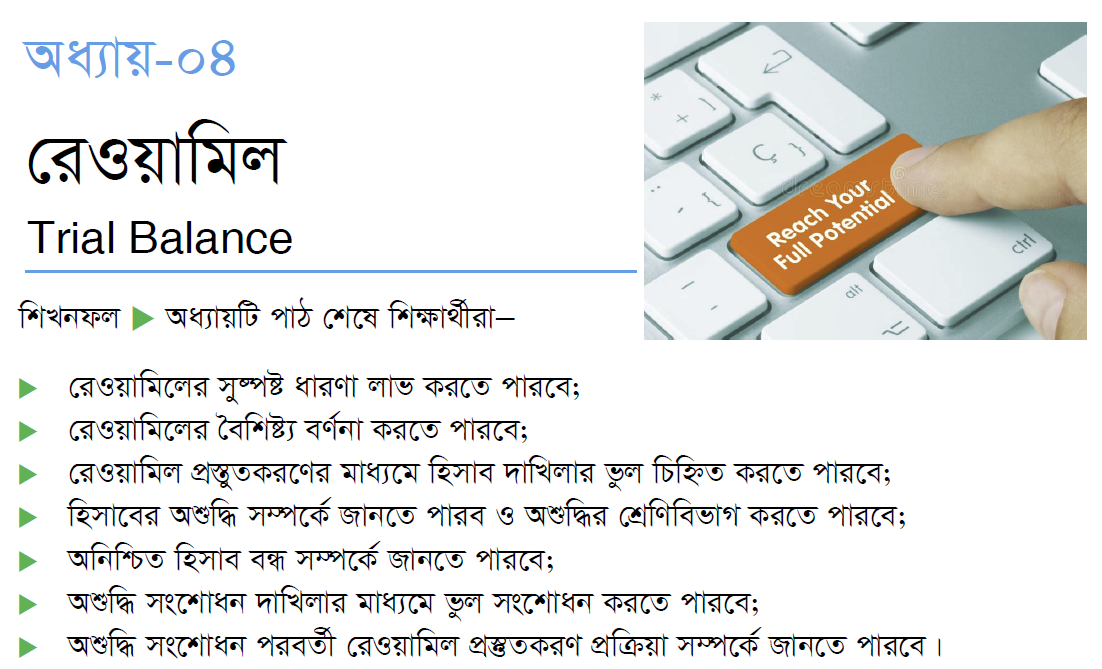 অধ্যায়-০৪
রেওয়ামিল
Trial Balance
Reach Your
Full Potential
ctrl
alt
শিখনফল ▶ অধ্যায়টি পাঠ শেষে শিক্ষার্থীরা–
▶ রেওয়ামিলের সুষ্পষ্ট ধারণা লাভ করতে পারবে;
▶ রেওয়ামিলের বৈশিষ্ট্য বর্ণনা করতে পারবে;
▶ রেওয়ামিল প্রস্তুতকরণের মাধ্যমে হিসাব দাখিলার ভুল চিহ্নিত করতে পারবে;
▶ হিসাবের অশুদ্ধি সম্পর্কে জানতে পারব ও অশুদ্ধির শ্রেণিবিভাগ করতে পারবে;
▶ অনিশ্চিত হিসাব বন্ধ সম্পর্কে জানতে পারবে;
▶ অশুদ্ধি সংশোধন দাখিলার মাধ্যমে ভুল সংশোধন করতে পারবে;
▶ অশুদ্ধি সংশোধন পরবর্তী রেওয়ামিল প্রস্তুতকরণ প্রক্রিয়া সম্পর্কে জানতে পারবে।